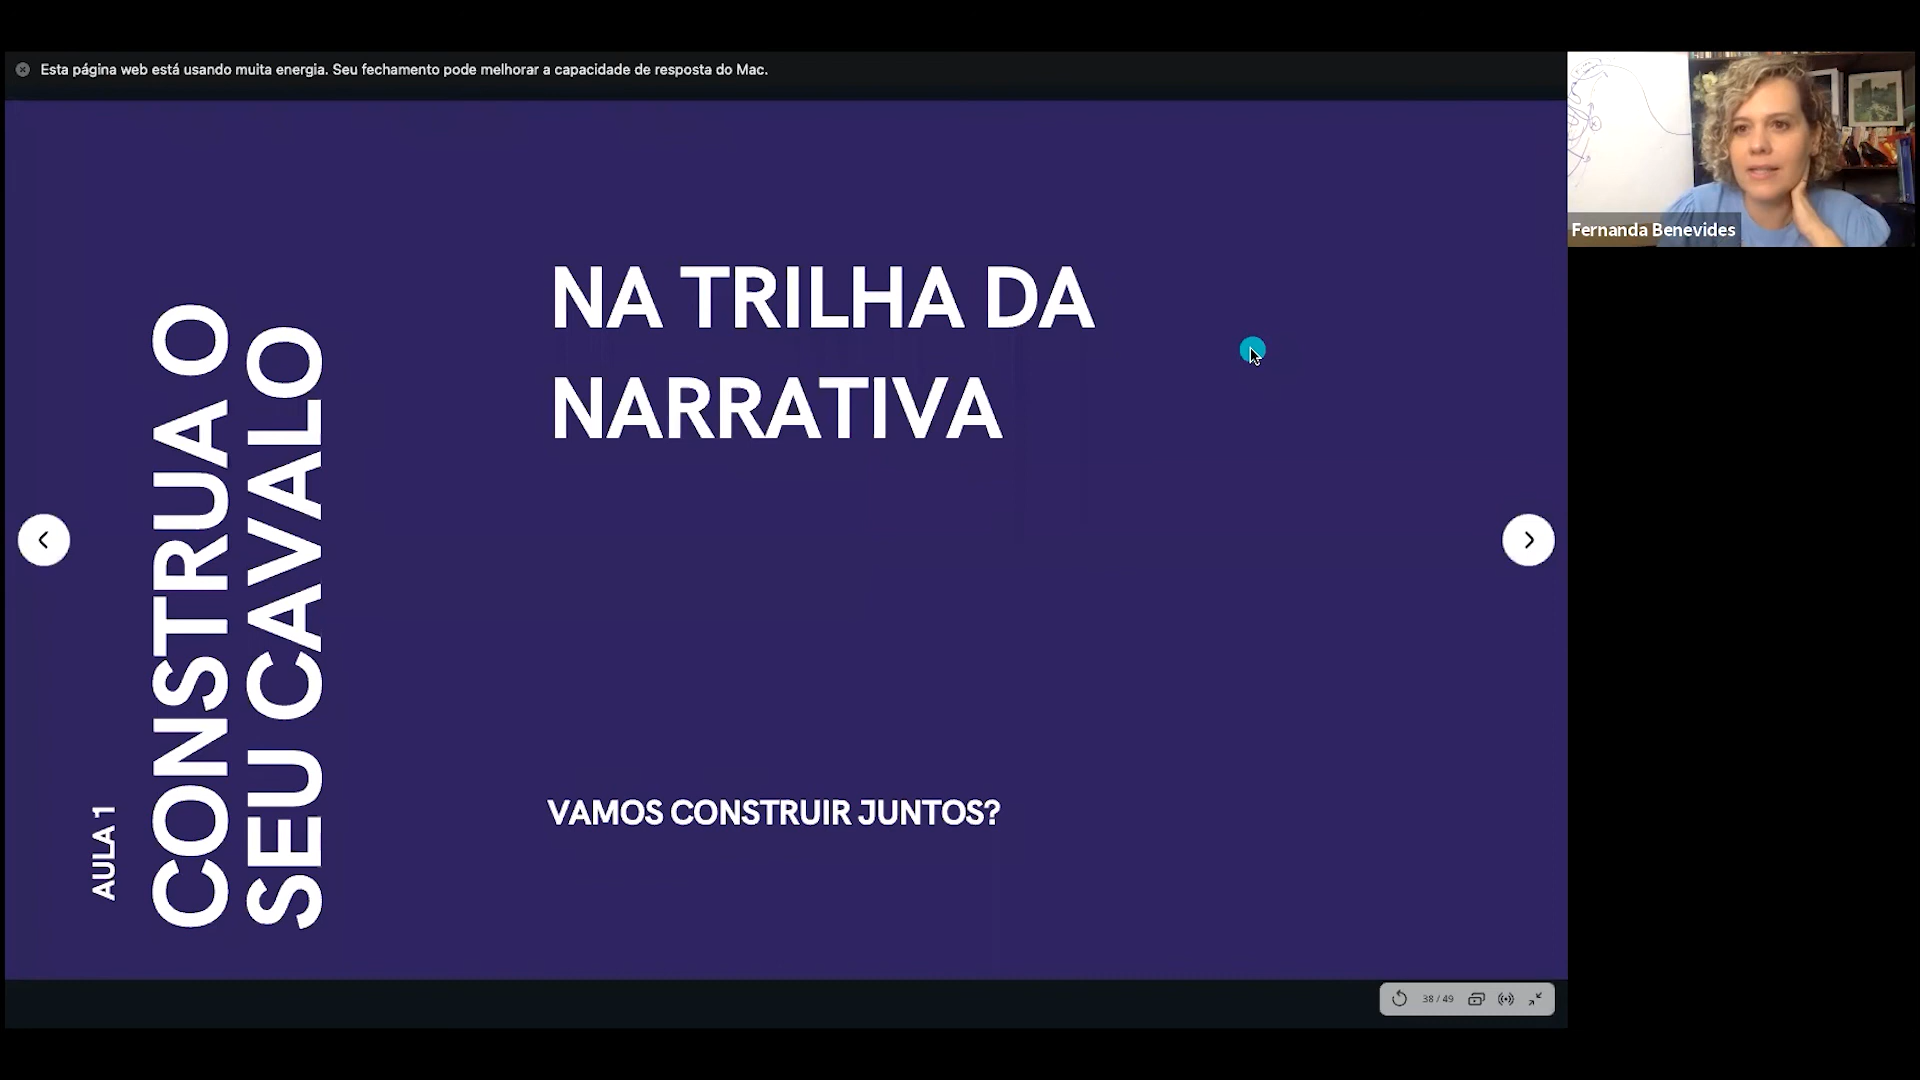 Esta página web está usando muita energia. Seu fechamento pode melhorar a capacidade de resposta do Mac.
Fernanda Benevides
AULA 1
CONSTRUA O
SEU CAVALO
NA TRILHA DA
NARRATIVA
VAMOS CONSTRUIR JUNTOS?
38 / 49